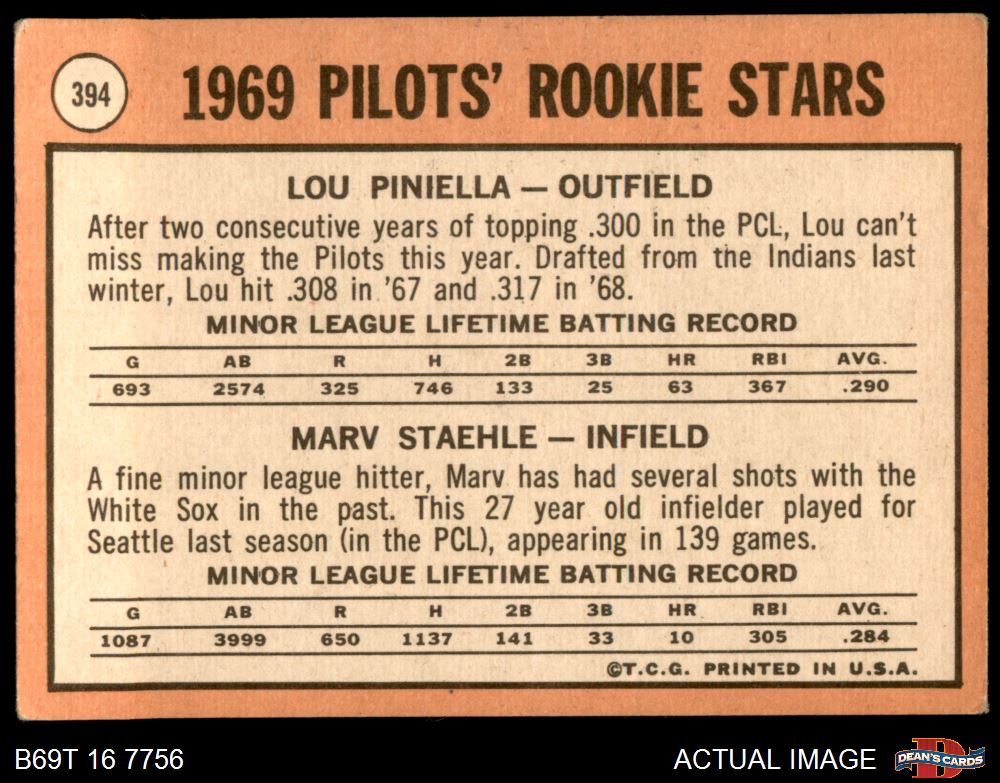 394
1969 PILOTS' ROOKIE STARS
LOU PINIELLA — OUTFIELD
After two consecutive years of topping .300 in the PCL, Lou can't
miss making the Pilots this year. Drafted from the Indians last
winter, Lou hit .308 in '67 and .317 in '68.
MINOR LEAGUE LIFETIME BATTING RECORD
G AB R H 2B 3B HR RBI AVG.
693 2574 325 746 133 25 63 367 .290
MARV STAEHLE — INFIELD
A fine minor league hitter, Marv has had several shots with the
White Sox in the past. This 27 year old infielder played for
Seattle last season (in the PCL), appearing in 139 games.
MINOR LEAGUE LIFETIME BATTING RECORD
G AB R H 2B 3B HR RBI AVG.
1087 3999 650 1137 141 33 10 305 .284
©T.C.G. PRINTED IN U.S.A.
B69T 16 7756
ACTUAL IMAGE
D
DEAN'S CARDS